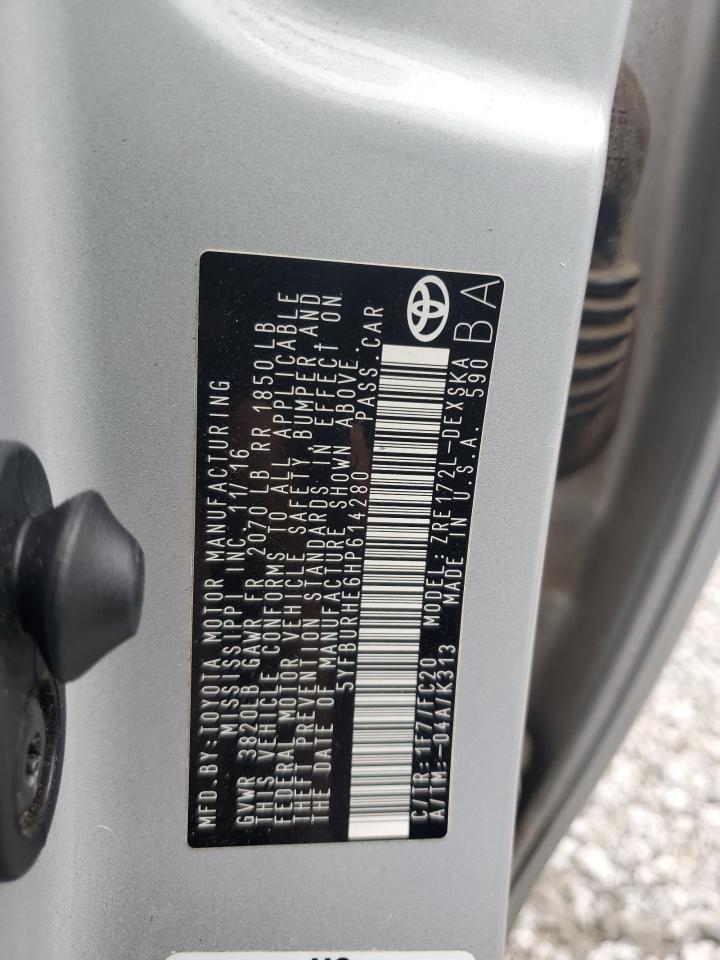 MFD.BY:TOYOTA MOTOR MANUFACTURING
MISSISSIPPI INC. 11/16
GVWR 3820LB GAWR FR 2070 LB RR 1850 LB
THIS VEHICLE CONFORMS TO ALL APPLICABLE
FEDERAL MOTOR VEHICLE SAFETY, BUMPER, AND
THEFT PREVENTION STANDARDS IN EFFECT ON
THE DATE OF MANUFACTURE SHOWN ABOVE.
5YFBURHE6HP614280 PASS.CAR
C/TR:1F7/FC20 MODEL:ZRE172L-DEXSKA
A/TM:-04A/K313 MADE IN U.S.A. 590
BA